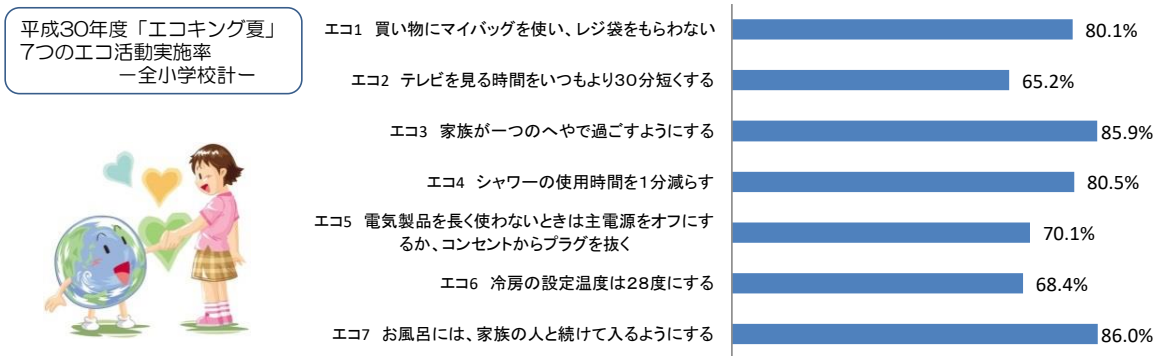 平成30年度「エコキング夏」
7つのエコ活動実施率
ー全小学校計ー
エコ1 買い物にマイバッグを使い、レジ袋をもらわない
80.1%
エコ2 テレビを見る時間をいつもより30分短くする
65.2%
エコ3 家族が一つのへやで過ごすようにする
85.9%
エコ4 シャワーの使用時間を1分減らす
80.5%
エコ5 電気製品を長く使わないときは主電源をオフにす
るか、コンセントからプラグを抜く
70.1%
エコ6 冷房の設定温度は28度にする
68.4%
エコ7 お風呂には、家族の人と続けて入るようにする
86.0%